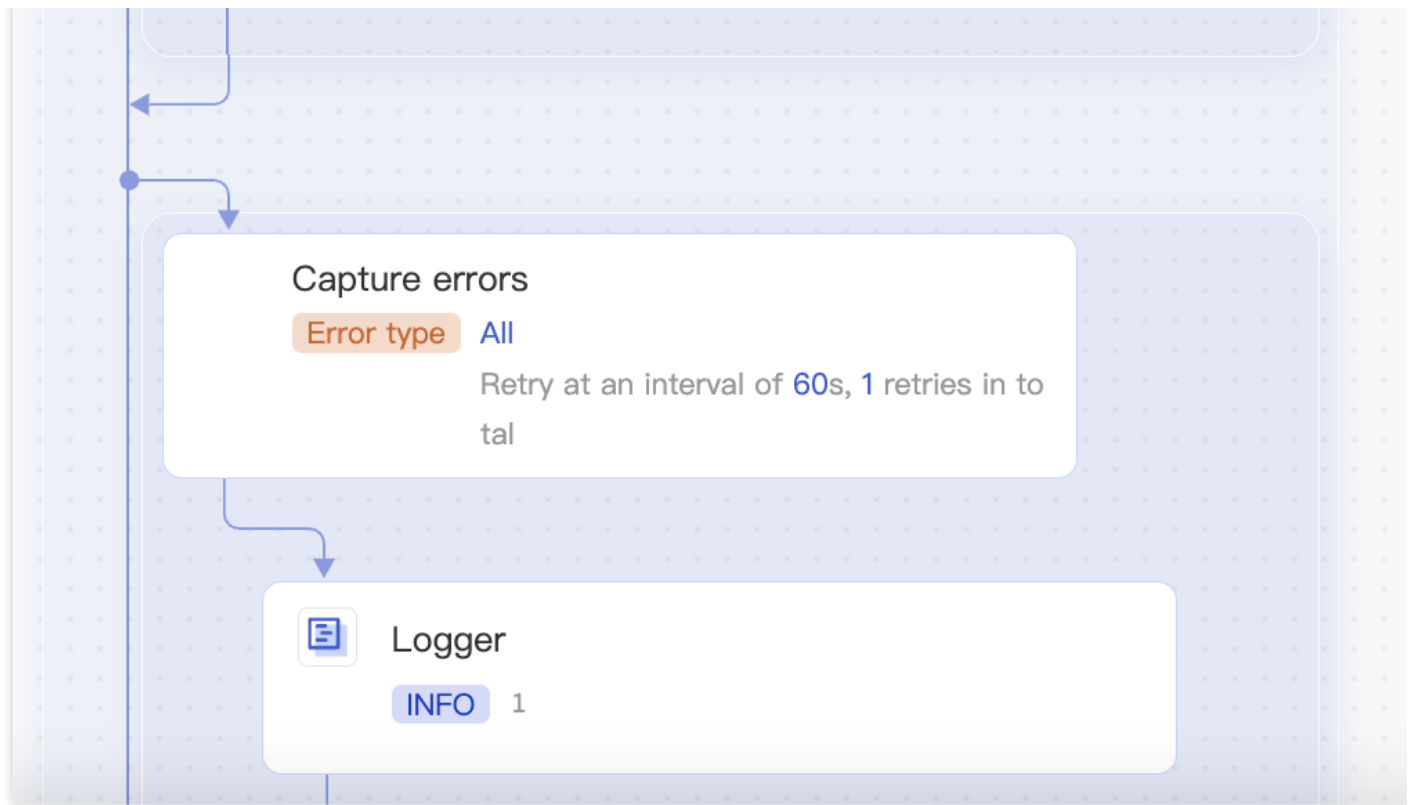 Capture errors
Error type All
Retry at an interval of 60s, 1 retries in to
tal
Logger
INFO 1